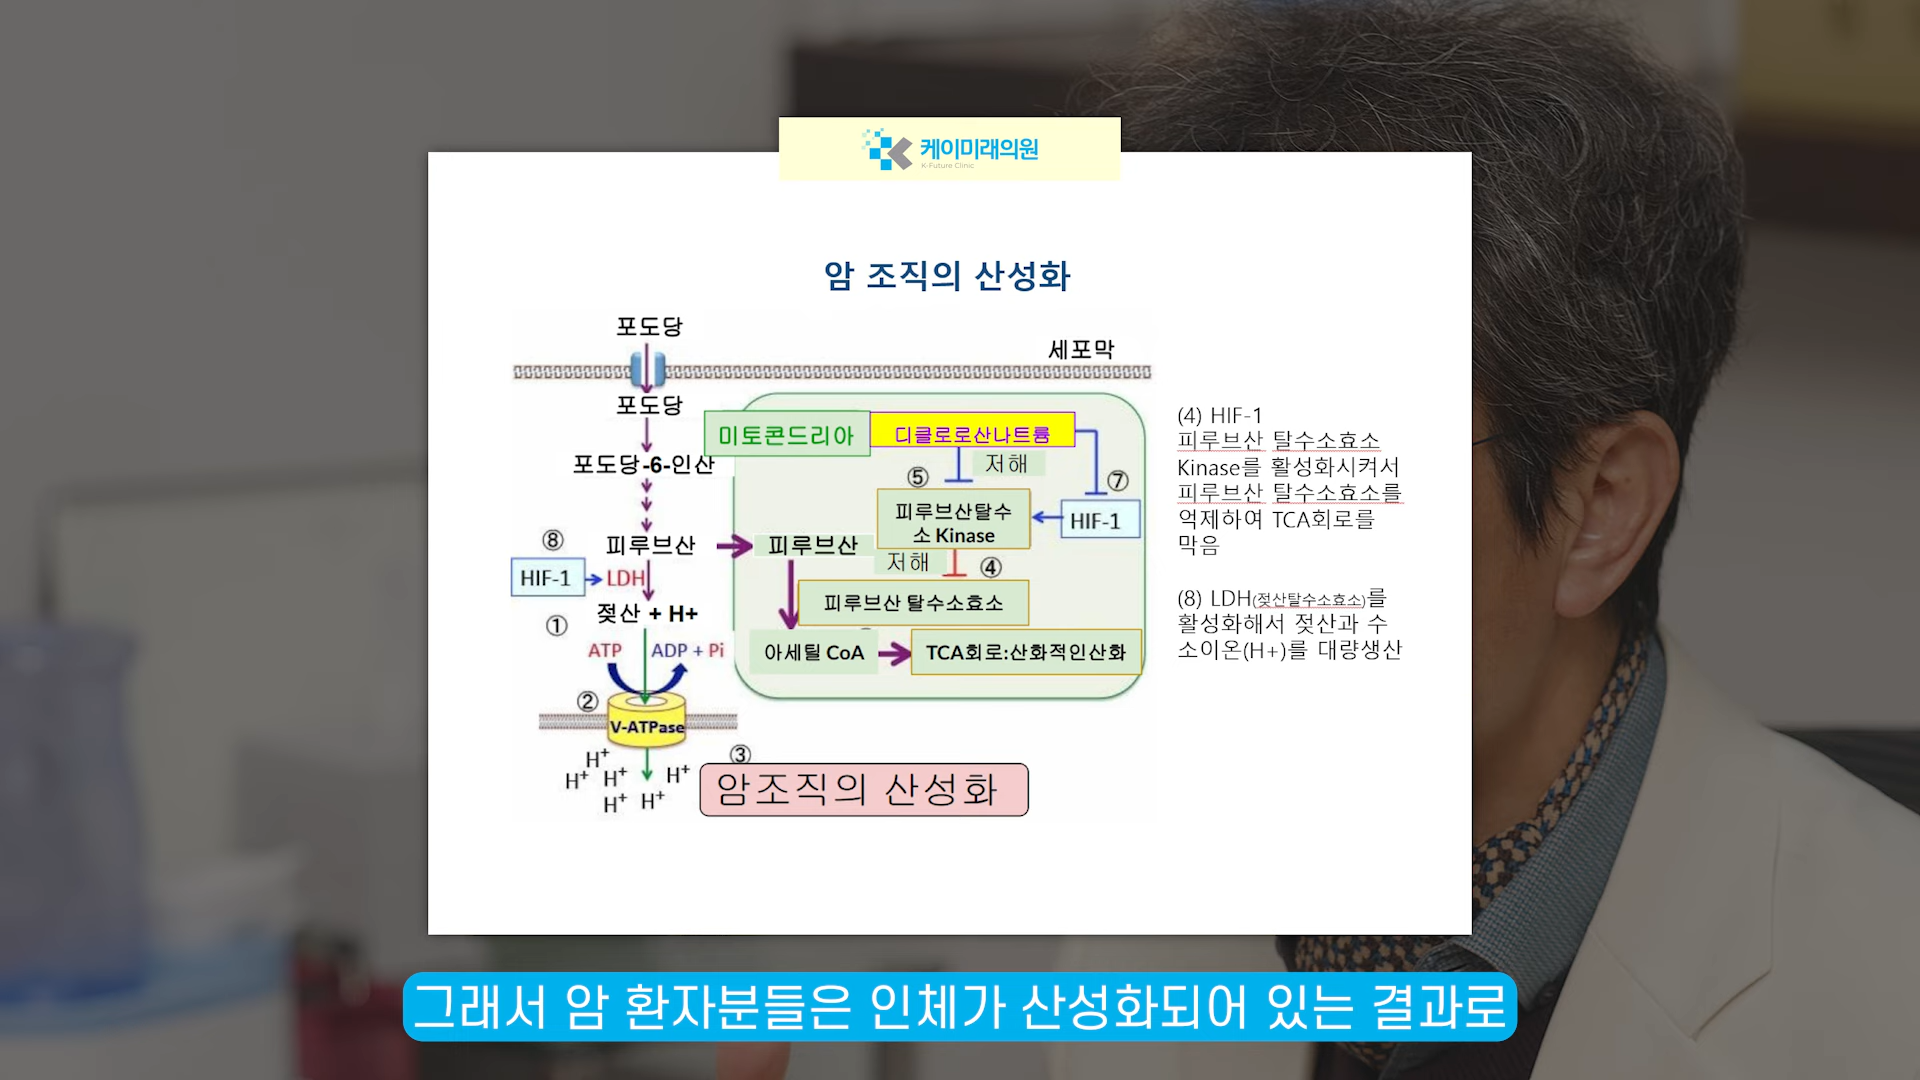 케이미래의원
K-Future Clinic
암 조직의 산성화
포도당
세포막
포도당
미토콘드리아
디클로로산나트륨
포도당-6-인산
저해
⑤
⑦
피루브산탈수
소 Kinase
HIF-1
⑧
피루브산
피루브산
저해
④
HIF-1
LDH
피루브산 탈수소효소
젖산 + H+
①
ATP
ADP + Pi
아세틸 CoA
TCA회로:산화적인산화
②
V-ATPase
③
H+
H+
H+
H+
H+
H+
암조직의 산성화
(4) HIF-1
피루브산 탈수소효소
Kinase를 활성화시켜서
피루브산 탈수소효소를
억제하여 TCA회로를
막음
(8) LDH(젖산탈수소효소)를
활성화해서 젖산과 수
소이온(H+)를 대량생산
그래서 암 환자분들은 인체가 산성화되어 있는 결과로